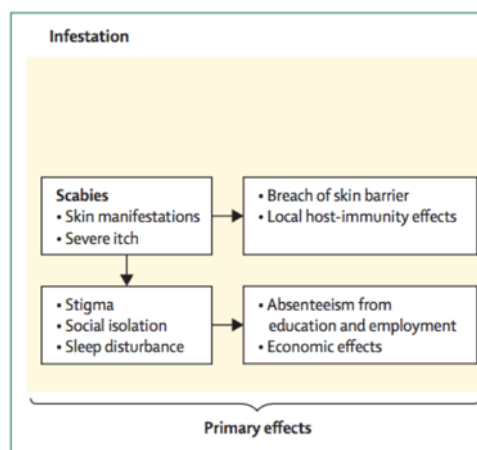 Infestation
Scabies
• Skin manifestations
• Severe itch
• Breach of skin barrier
• Local host-immunity effects
• Stigma
• Social isolation
• Sleep disturbance
• Absenteeism from
education and employment
• Economic effects
Primary effects